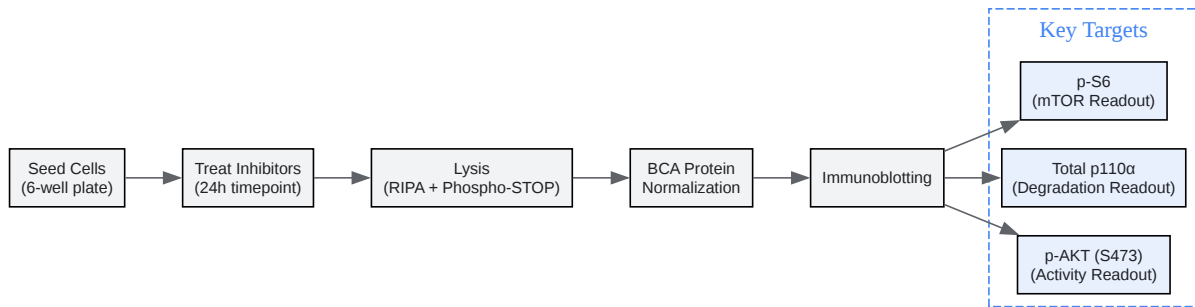 Seed Cells
(6-well plate)
Treat Inhibitors
(24h timepoint)
Lysis
(RIPA + Phospho-STOP)
BCA Protein
Normalization
Immunoblotting
Key Targets
p-S6
(mTOR Readout)
Total p110α
(Degradation Readout)
p-AKT (S473)
(Activity Readout)